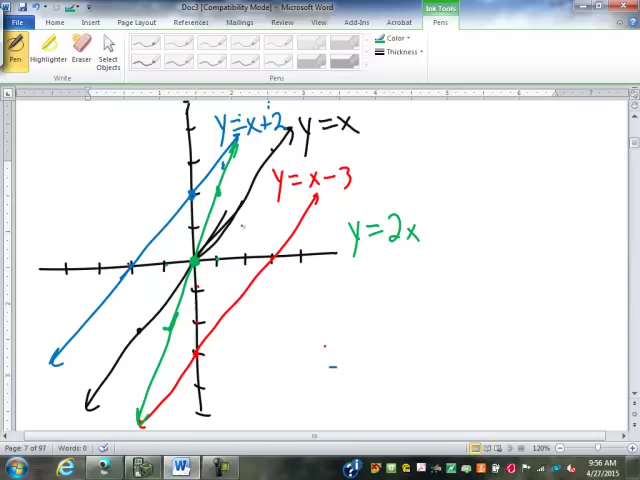 Doc3 [Compatibility Mode] - Microsoft Word
Ink Tools
File Home Insert Page Layout References Mailings Review View Add-Ins Acrobat Pens
Pen
Highlighter
Eraser
Select Objects
Color
Thickness
Write
Pens
y=x+2
y=x
y=x-3
y=2x
Page: 7 of 97 Words: 0
120%
9:56 AM
4/27/2015